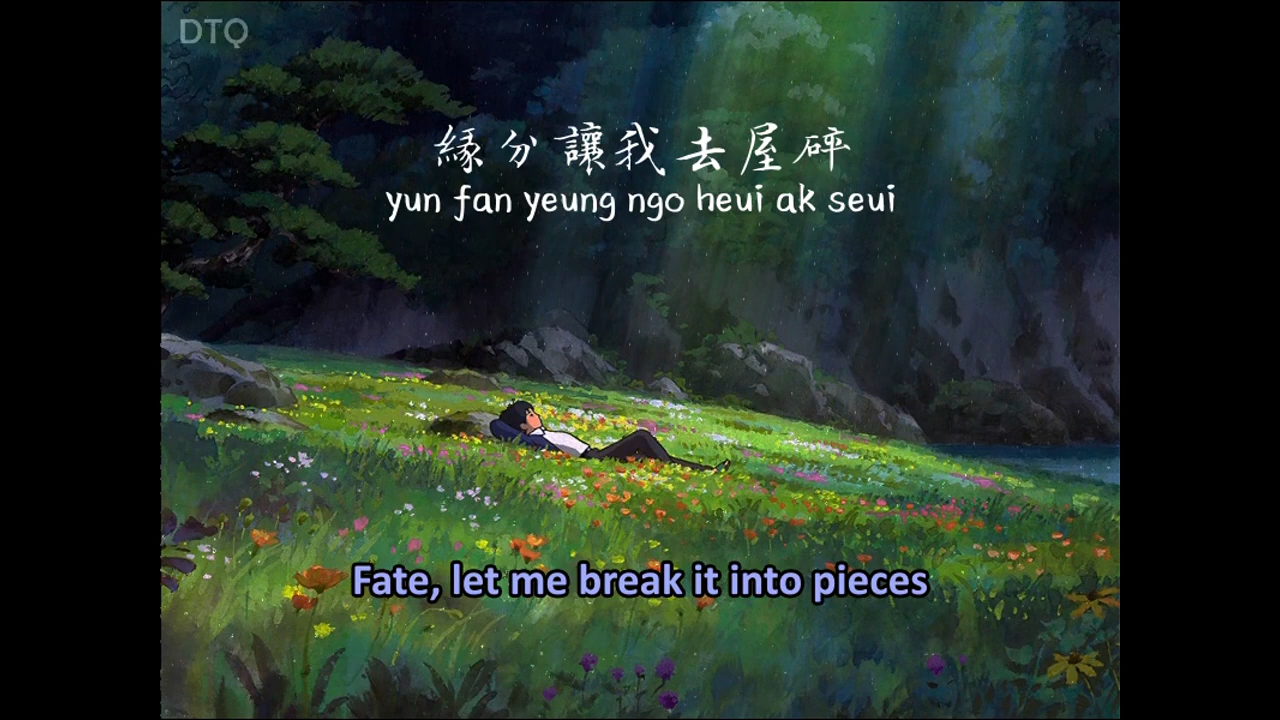 DTQ
緣分讓我去屋碎
yun fan yeung ngo heui ak seui
Fate, let me break it into pieces